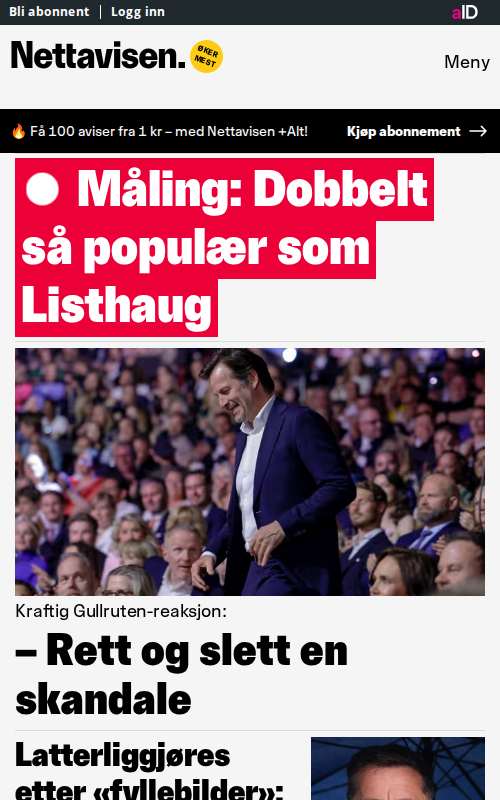 Bli abonnent | Logg inn
aID
Nettavisen.
ØKER MEST
Meny
🔥 Få 100 aviser fra 1 kr – med Nettavisen +Alt!
Kjøp abonnement →
Måling: Dobbelt
så populær som
Listhaug
Kraftig Gullruten-reaksjon:
– Rett og slett en
skandale
Latterliggjøres
etter «fyllebilder»: